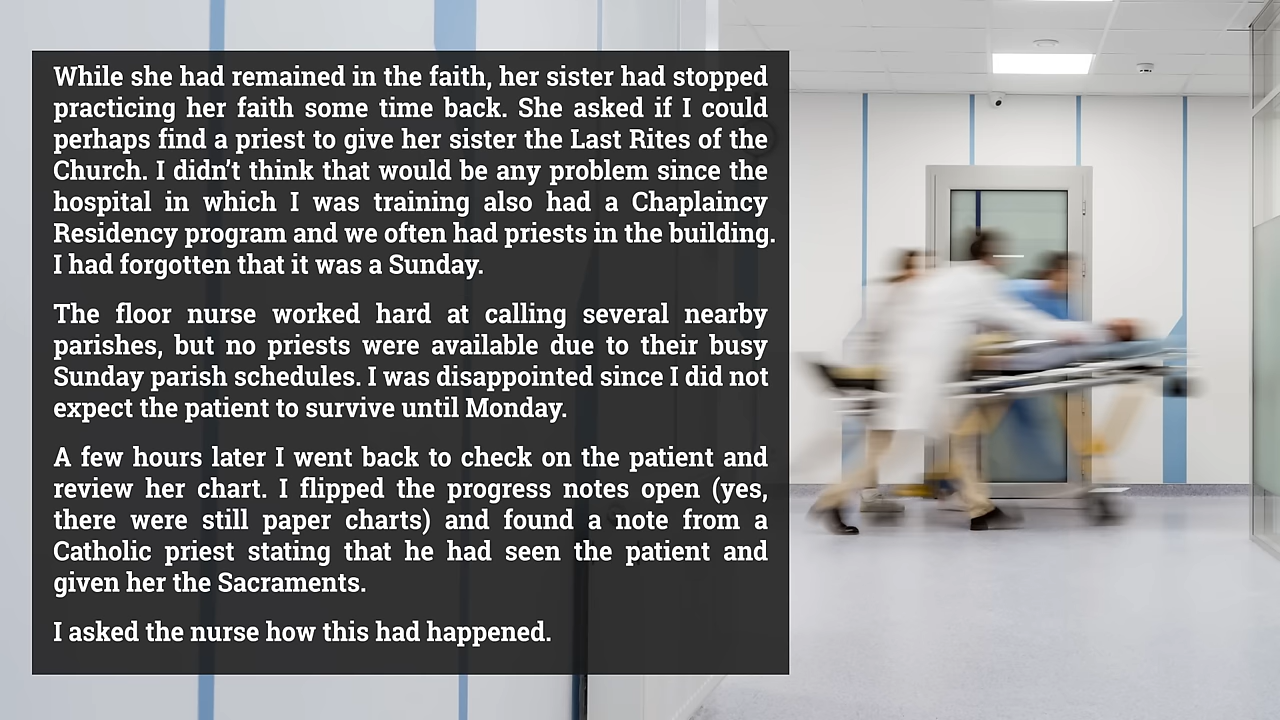 While she had remained in the faith, her sister had stopped
practicing her faith some time back. She asked if I could
perhaps find a priest to give her sister the Last Rites of the
Church. I didn’t think that would be any problem since the
hospital in which I was training also had a Chaplaincy
Residency program and we often had priests in the building.
I had forgotten that it was a Sunday.
The floor nurse worked hard at calling several nearby
parishes, but no priests were available due to their busy
Sunday parish schedules. I was disappointed since I did not
expect the patient to survive until Monday.
A few hours later I went back to check on the patient and
review her chart. I flipped the progress notes open (yes,
there were still paper charts) and found a note from a
Catholic priest stating that he had seen the patient and
given her the Sacraments.
I asked the nurse how this had happened.